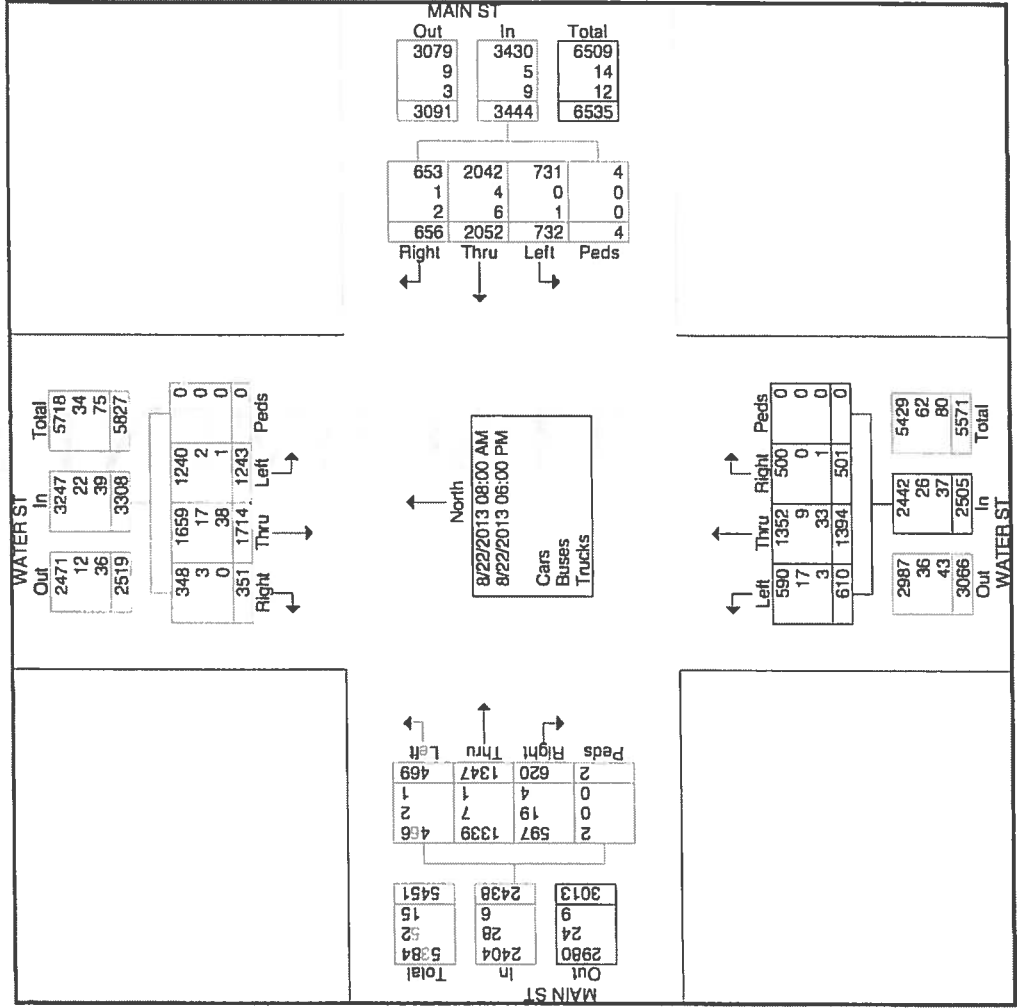 MAIN ST
Out In Total
3079 3430 6509
9 5 14
3 9 12
3091 3444 6535
653 2042 731 4
1 4 0 0
2 6 1 0
656 2052 732 4
Right Thru Left Peds
WATER ST
Out In Total
2471 3247 5718
12 22 34
36 39 75
2519 3308 5827
348 1659 1240 0
3 17 2 0
0 38 1 0
351 1714 1243 0
Right Thru Left Peds
North
8/22/2013 08:00 AM
8/22/2013 06:00 PM
Cars
Buses
Trucks
Left Thru Right Peds
590 1352 500 0
17 9 0 0
3 33 1 0
610 1394 501 0
2987 2442 5429
36 26 62
43 37 80
3066 2505 5571
Out In Total
WATER ST
Left Thru Right Peds
469 1347 620 2
1 1 4 0
2 7 19 0
466 1339 597 2
5451 2438 3013
15 6 9
52 28 24
5384 2404 2980
Total In Out
MAIN ST